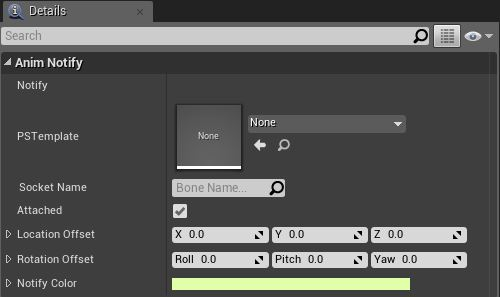 Details
Search
Anim Notify
Notify
PSTemplate
None
None
Socket Name
Bone Name...
Attached
Location Offset X 0.0 Y 0.0 Z 0.0
Rotation Offset Roll 0.0 Pitch 0.0 Yaw 0.0
Notify Color